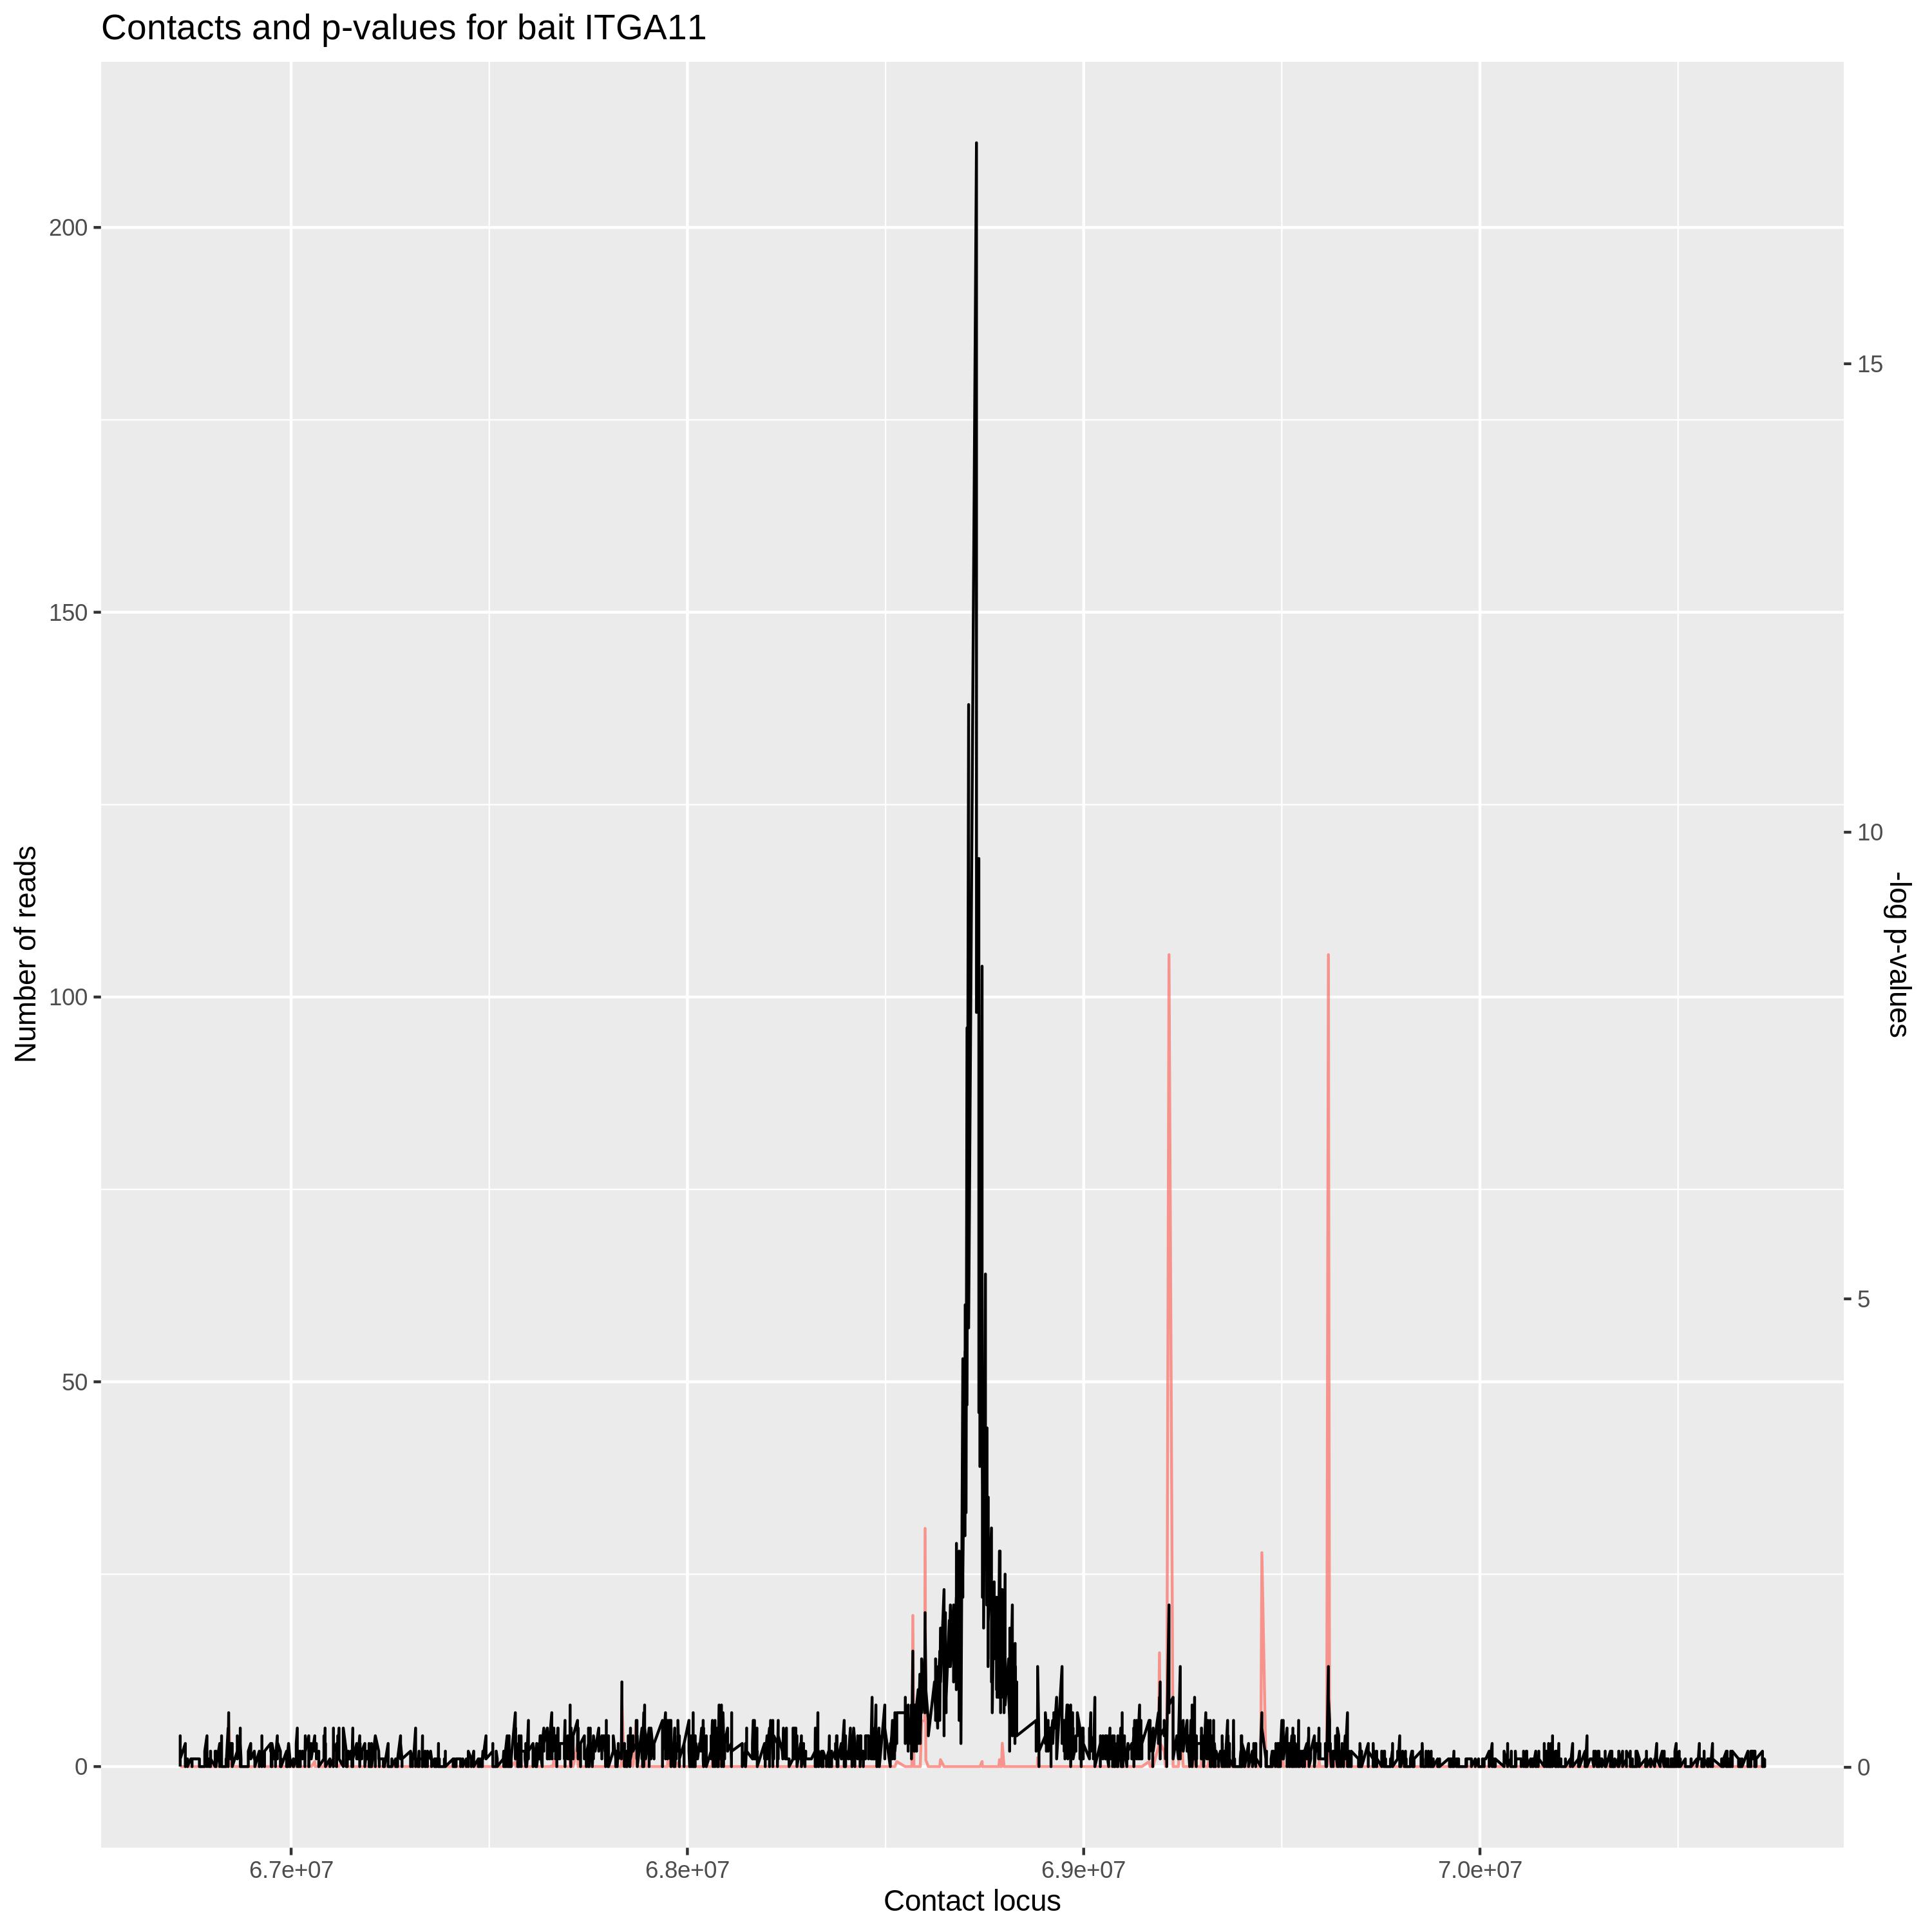 Contacts and p-values for bait ITGA11
200
150
100
50
0
Number of reads
15
10
5
0
-log p-values
6.7e+07 6.8e+07 6.9e+07 7.0e+07
Contact locus